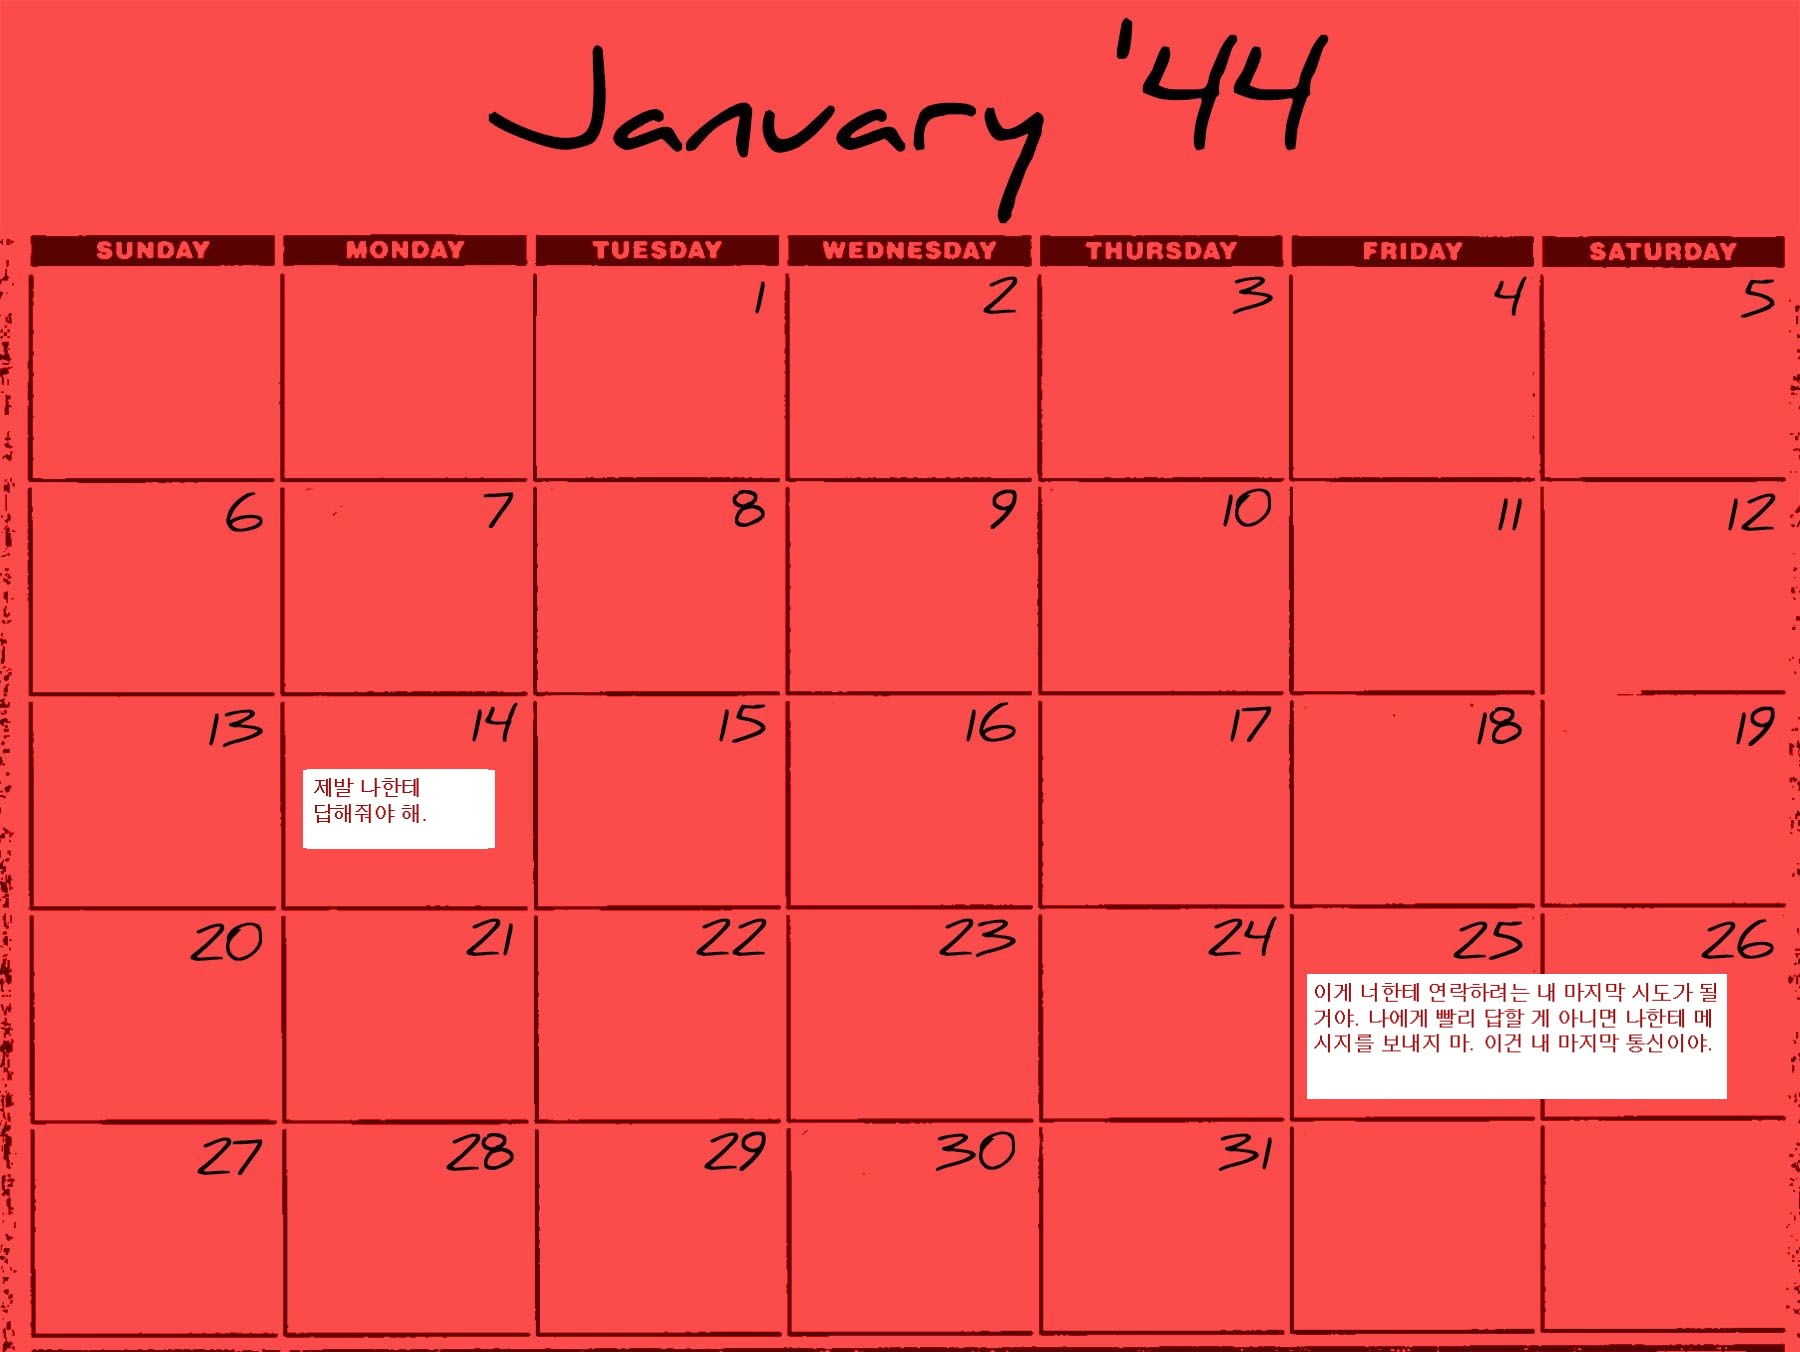 January '44
SUNDAY MONDAY TUESDAY WEDNESDAY THURSDAY FRIDAY SATURDAY
1 2 3 4 5
6 7 8 9 10 11 12
13 14 15 16 17 18 19
제발 나한테
답해줘야 해.
20 21 22 23 24 25 26
이게 너한테 연락하려는 내 마지막 시도가 될
거야. 나에게 빨리 답할 게 아니면 나한테 메
시지를 보내지 마. 이건 내 마지막 통신이야.
27 28 29 30 31